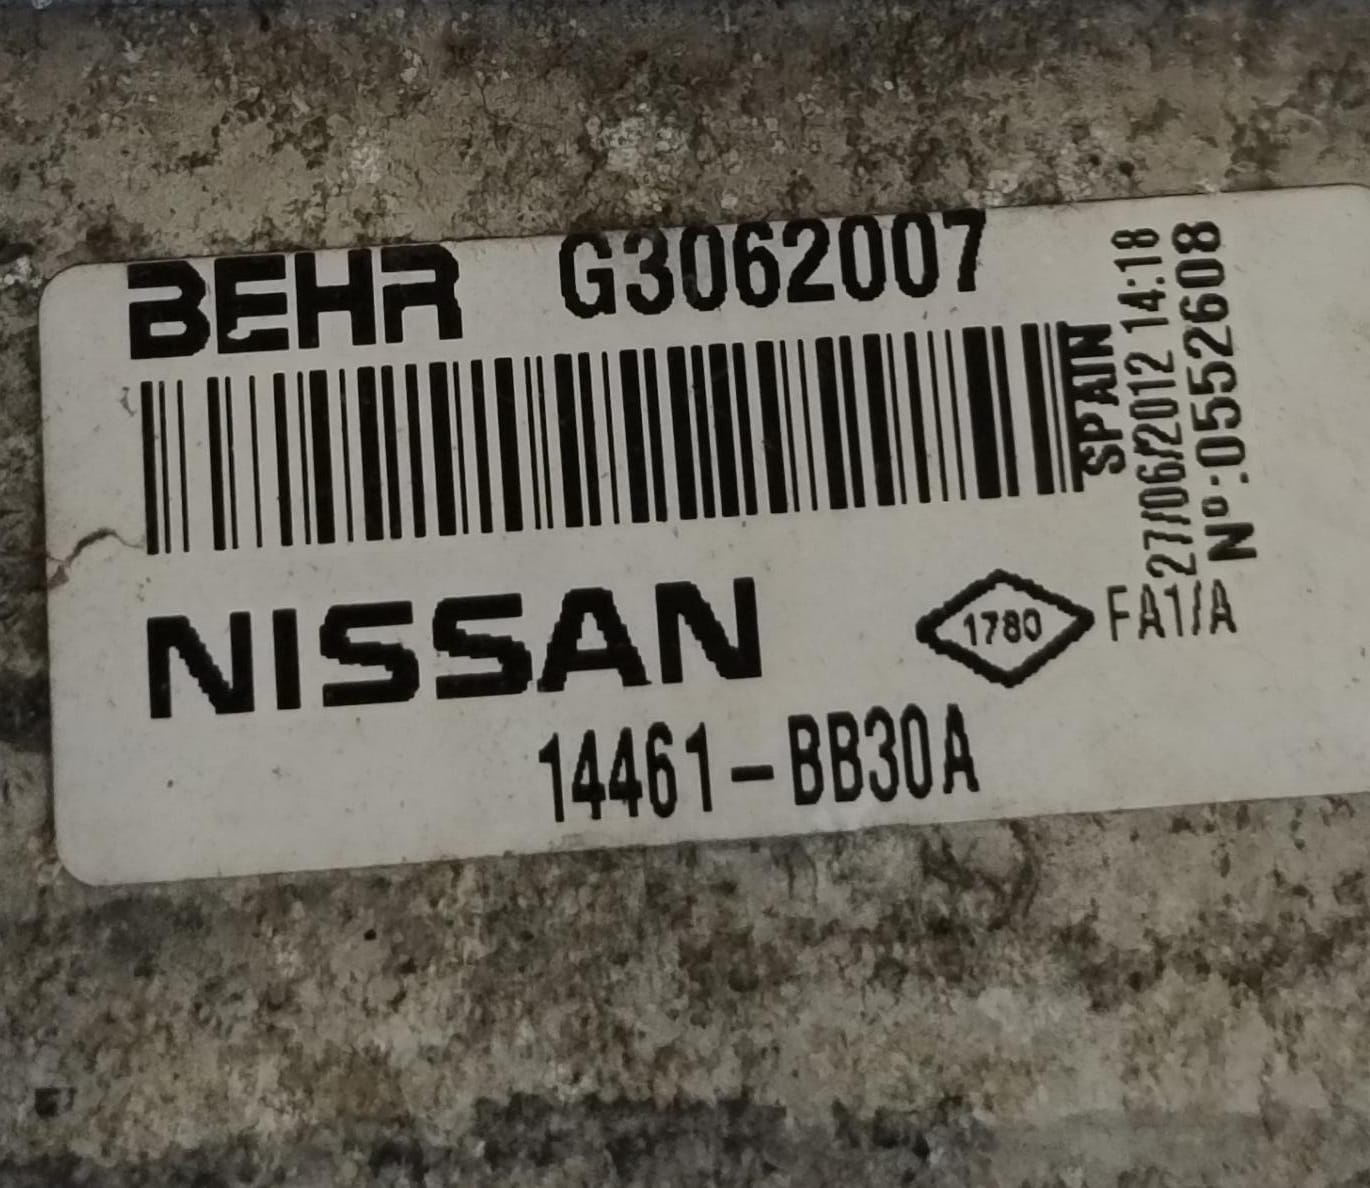 BEHR G3062007
SPAIN
27/06/2012 14:18
Nº:0552608
NISSAN
1780 FA1/A
14461-BB30A